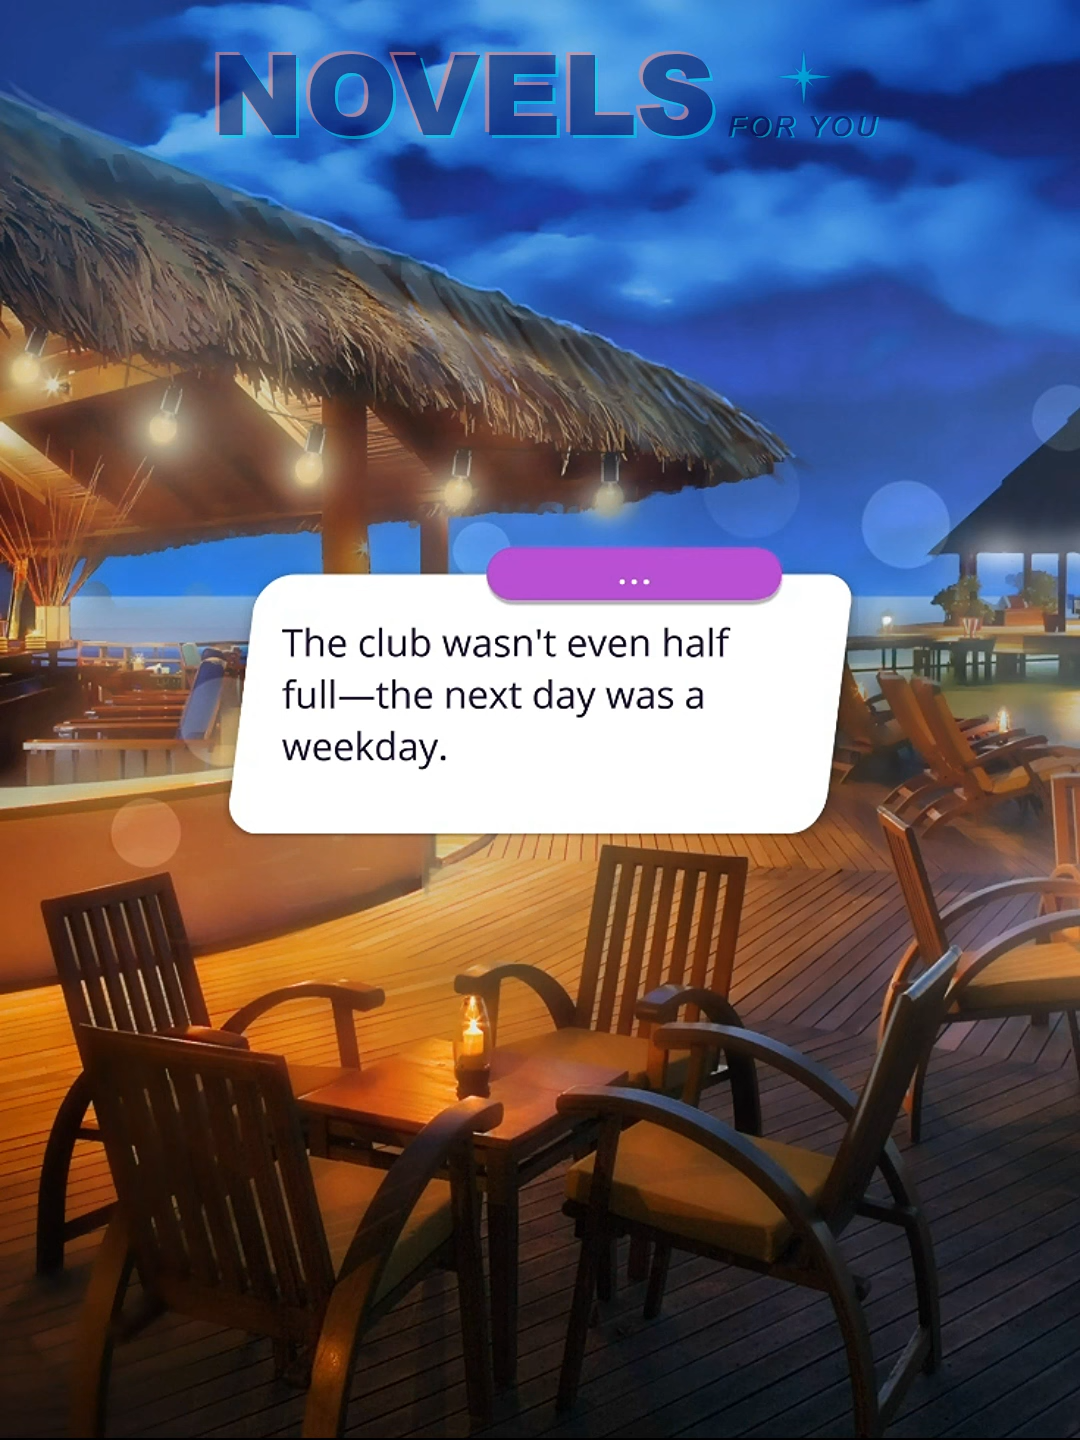 NOVELS FOR YOU
...
The club wasn't even half
full—the next day was a
weekday.